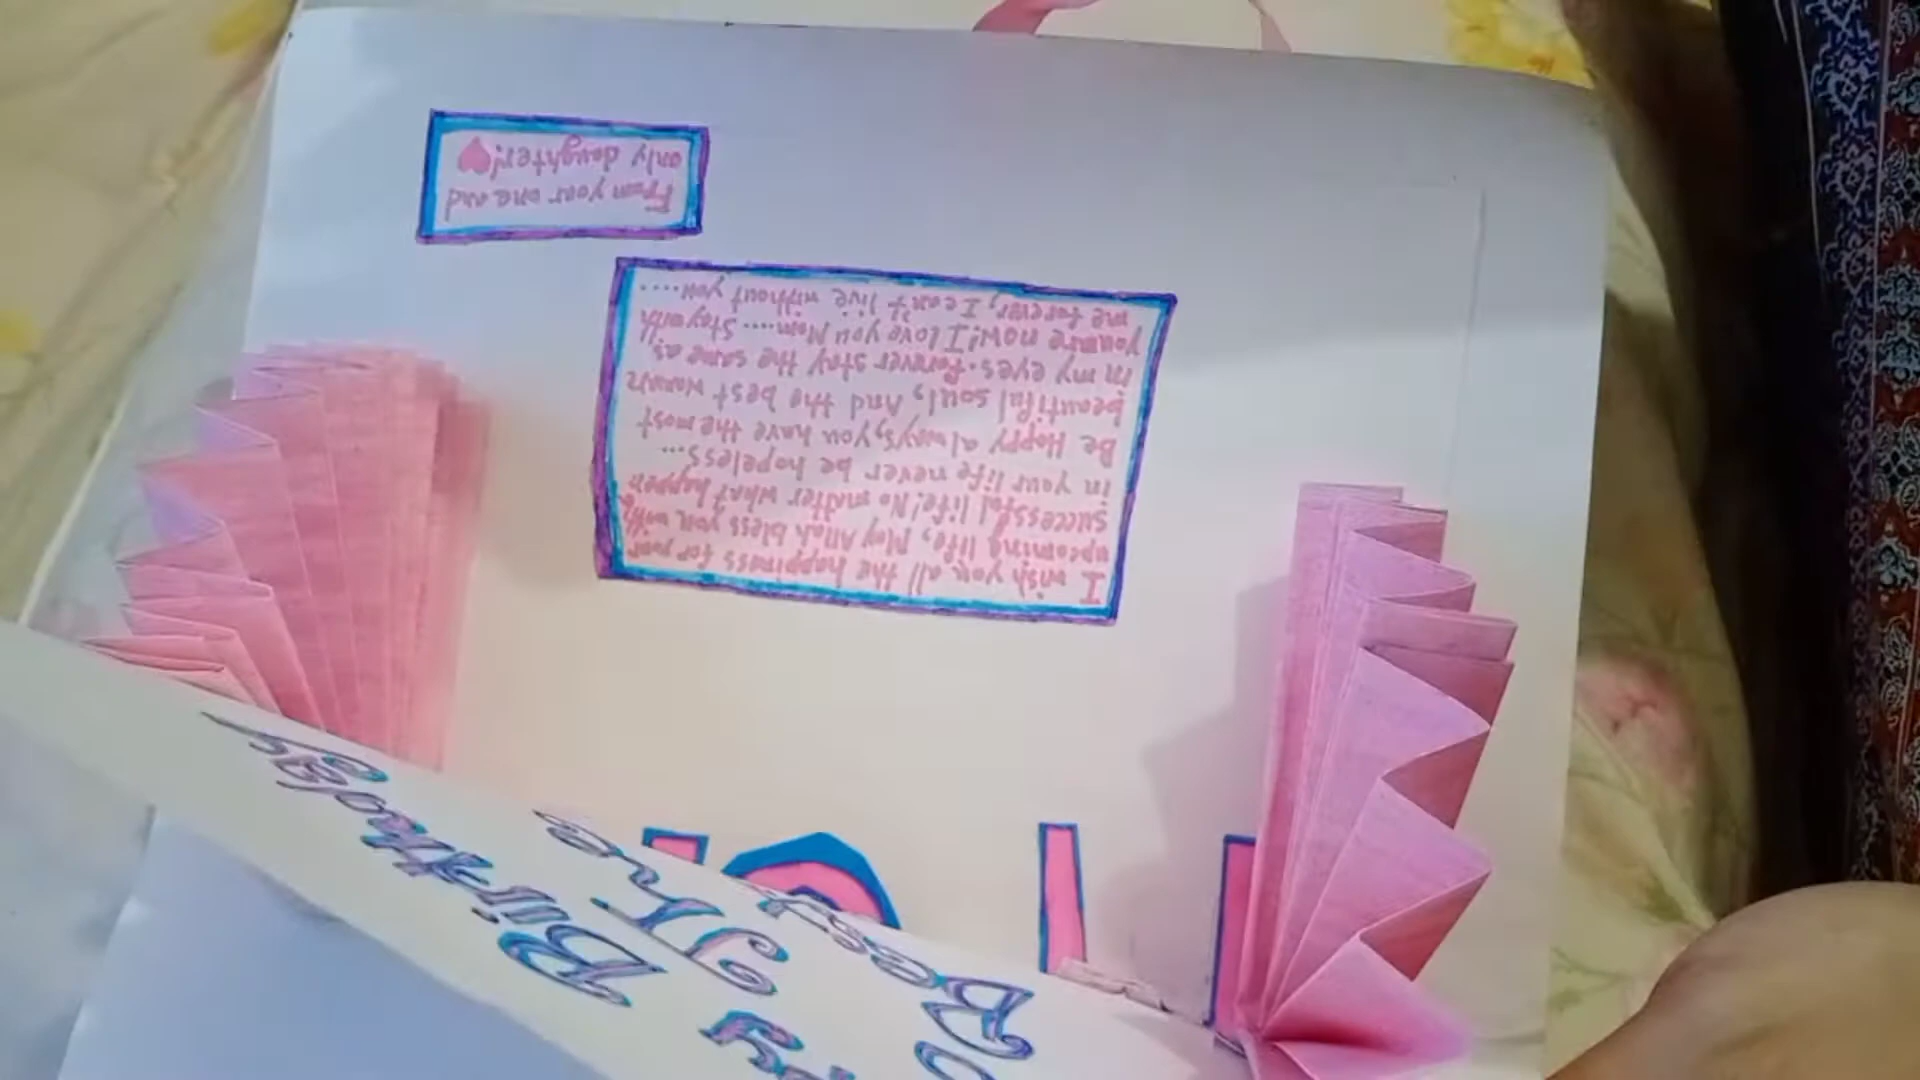 Birthday
The
Best
I wish you all the happiness for your
upcoming life, May Allah bless you with
successful life! No matter what happen
in your life never be hopeless...
Be Happy always, you have the most
beautiful soul, And the best woman
in my eyes. forever stay the same as
you are now! I love you Mom.... Stay with
me forever, I can't live without you....
From your one and
only daughter!